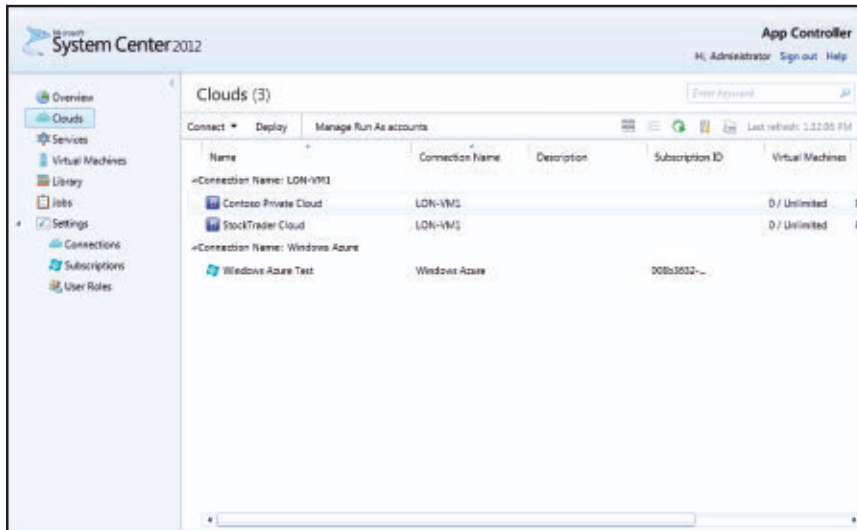 Microsoft
System Center 2012
App Controller
Hi, Administrator Sign out Help
Overview
Clouds
Services
Virtual Machines
Library
Jobs
Settings
Connections
Subscriptions
User Roles
Clouds (3)
Enter keyword
Connect Deploy Manage Run As accounts
Last refresh: 1:32:05 PM
Name Connection Name Description Subscription ID Virtual Machines
Connection Name: LON-VM1
Contoso Private Cloud LON-VM1 0 / Unlimited
StockTrader Cloud LON-VM1 0 / Unlimited
Connection Name: Windows Azure
Windows Azure Test Windows Azure